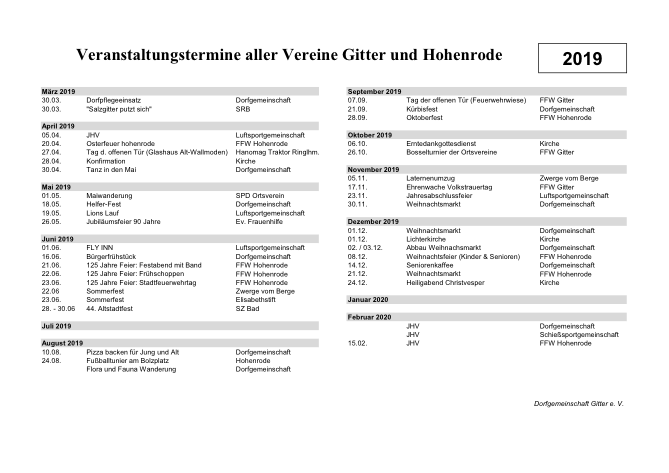 Veranstaltungstermine aller Vereine Gitter und Hohenrode
2019
März 2019
30.03. Dorfpflegeeinsatz Dorfgemeinschaft
30.03. "Salzgitter putzt sich" SRB
April 2019
05.04. JHV Luftsportgemeinschaft
20.04. Osterfeuer hohenrode FFW Hohenrode
27.04. Tag d. offenen Tür (Glashaus Alt-Wallmoden) Hanomag Traktor Ringlhm.
28.04. Konfirmation Kirche
30.04. Tanz in den Mai Dorfgemeinschaft
Mai 2019
01.05. Maiwanderung SPD Ortsverein
18.05. Helfer-Fest Dorfgemeinschaft
19.05. Lions Lauf Luftsportgemeinschaft
26.05. Jubiläumsfeier 90 Jahre Ev. Frauenhilfe
Juni 2019
01.06. FLY INN Luftsportgemeinschaft
16.06. Bürgerfrühstück Dorfgemeinschaft
21.06. 125 Jahre Feier: Festabend mit Band FFW Hohenrode
22.06. 125 Jahre Feier: Frühschoppen FFW Hohenrode
23.06. 125 Jahre Feier: Stadtfeuerwehrtag FFW Hohenrode
22.06 Sommerfest Zwerge vom Berge
23.06. Sommerfest Elisabethstift
28. - 30.06 44. Altstadtfest SZ Bad
Juli 2019
August 2019
10.08. Pizza backen für Jung und Alt Dorfgemeinschaft
24.08. Fußballtunier am Bolzplatz Hohenrode
Flora und Fauna Wanderung Dorfgemeinschaft
September 2019
07.09. Tag der offenen Tür (Feuerwehrwiese) FFW Gitter
21.09. Kürbisfest Dorfgemeinschaft
28.09. Oktoberfest FFW Hohenrode
Oktober 2019
06.10. Erntedankgottesdienst Kirche
26.10. Bosselturnier der Ortsvereine FFW Gitter
November 2019
05.11. Laternenumzug Zwerge vom Berge
17.11. Ehrenwache Volkstrauertag FFW Gitter
23.11. Jahresabschlussfeier Luftsportgemeinschaft
30.11. Weihnachtsmarkt Dorfgemeinschaft
Dezember 2019
01.12. Weihnachtsmarkt Dorfgemeinschaft
01.12. Lichterkirche Kirche
02. / 03.12. Abbau Weihnachsmarkt Dorfgemeinschaft
08.12. Weihnachtsfeier (Kinder & Senioren) FFW Hohenrode
14.12. Seniorenkaffee Dorfgemeinschaft
21.12. Weihnachtsmarkt FFW Hohenrode
24.12. Heiligabend Christvesper Kirche
Januar 2020
Februar 2020
JHV Dorfgemeinschaft
JHV Schießsportgemeinschaft
15.02. JHV FFW Hohenrode
Dorfgemeinschaft Gitter e. V.